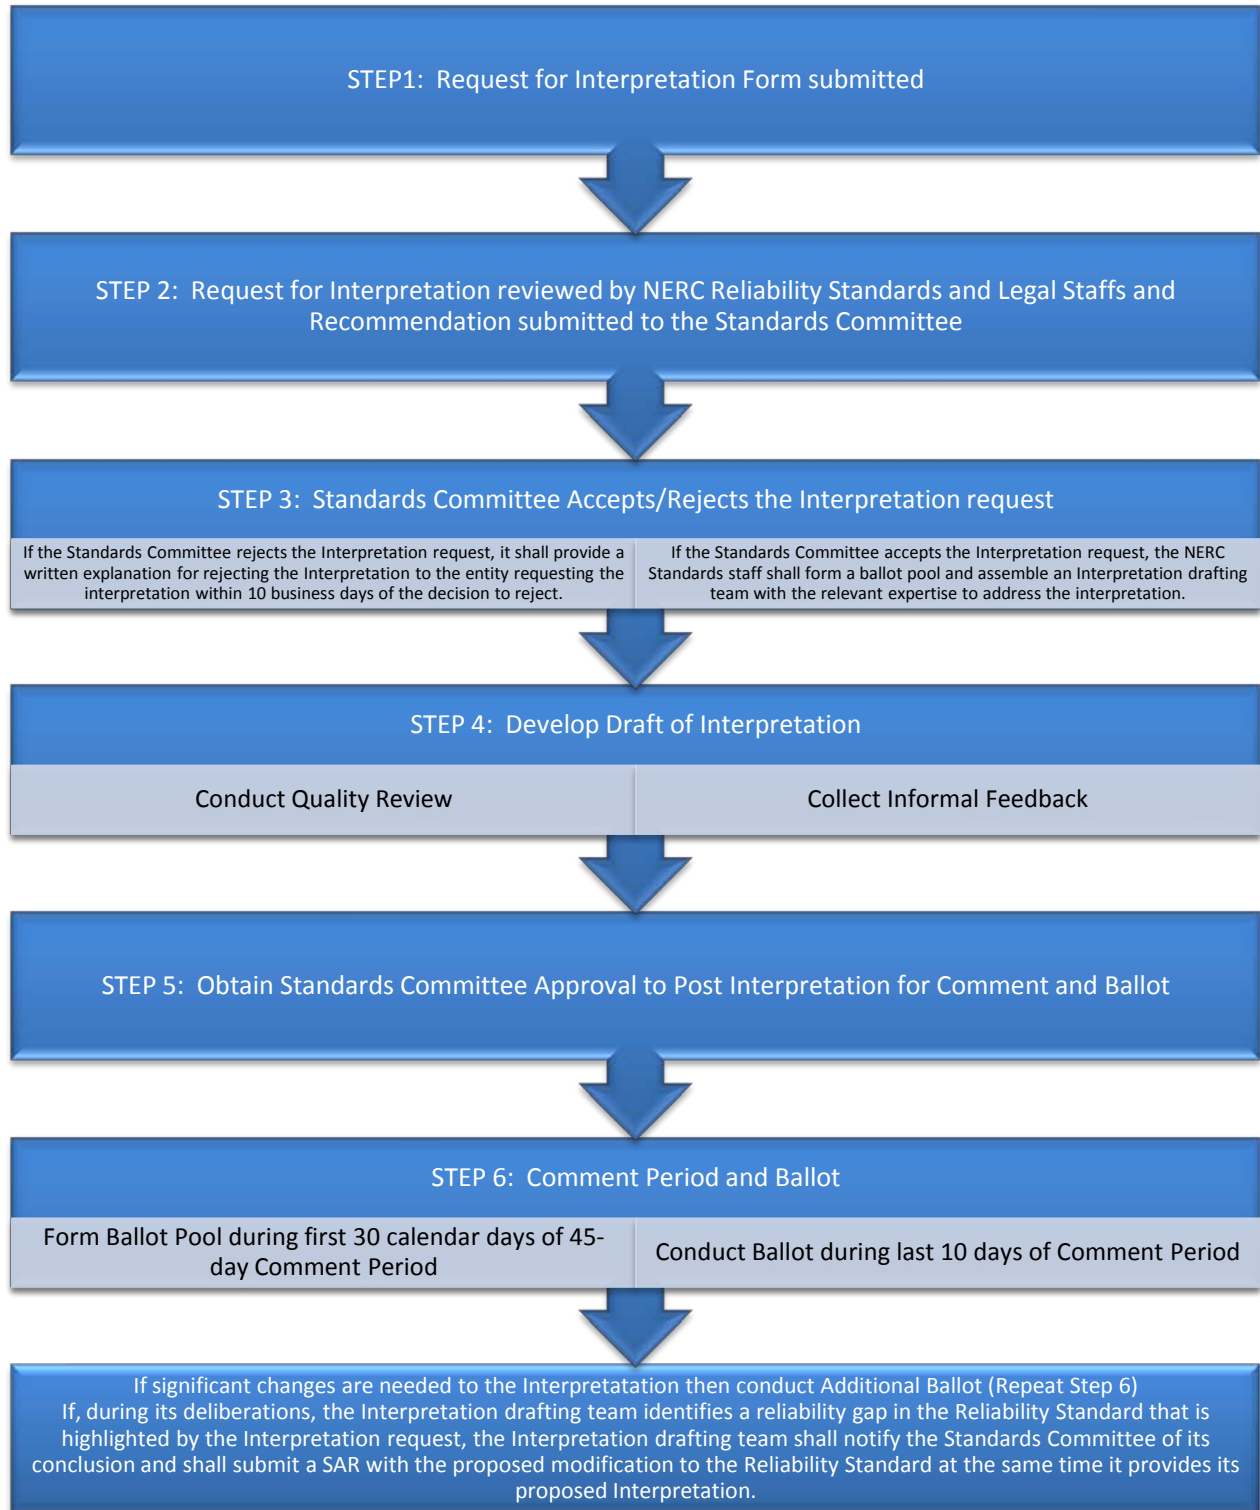 STEP1:  Request for Interpretation Form submitted
STEP 2:  Request for Interpretation reviewed by NERC Reliability Standards and Legal Staffs and
Recommendation submitted to the Standards Committee
STEP 3:  Standards Committee Accepts/Rejects the Interpretation request
If the Standards Committee rejects the Interpretation request, it shall provide a
written explanation for rejecting the Interpretation to the entity requesting the
interpretation within 10 business days of the decision to reject.
If the Standards Committee accepts the Interpretation request, the NERC
Standards staff shall form a ballot pool and assemble an Interpretation drafting
team with the relevant expertise to address the interpretation.
STEP 4:  Develop Draft of Interpretation
Conduct Quality Review
Collect Informal Feedback
STEP 5:  Obtain Standards Committee Approval to Post Interpretation for Comment and Ballot
STEP 6:  Comment Period and Ballot
Form Ballot Pool during first 30 calendar days of 45-
day Comment Period
Conduct Ballot during last 10 days of Comment Period
If significant changes are needed to the Interpretatation then conduct Additional Ballot (Repeat Step 6)
If, during its deliberations, the Interpretation drafting team identifies a reliability gap in the Reliability Standard that is
highlighted by the Interpretation request, the Interpretation drafting team shall notify the Standards Committee of its
conclusion and shall submit a SAR with the proposed modification to the Reliability Standard at the same time it provides its
proposed Interpretation.